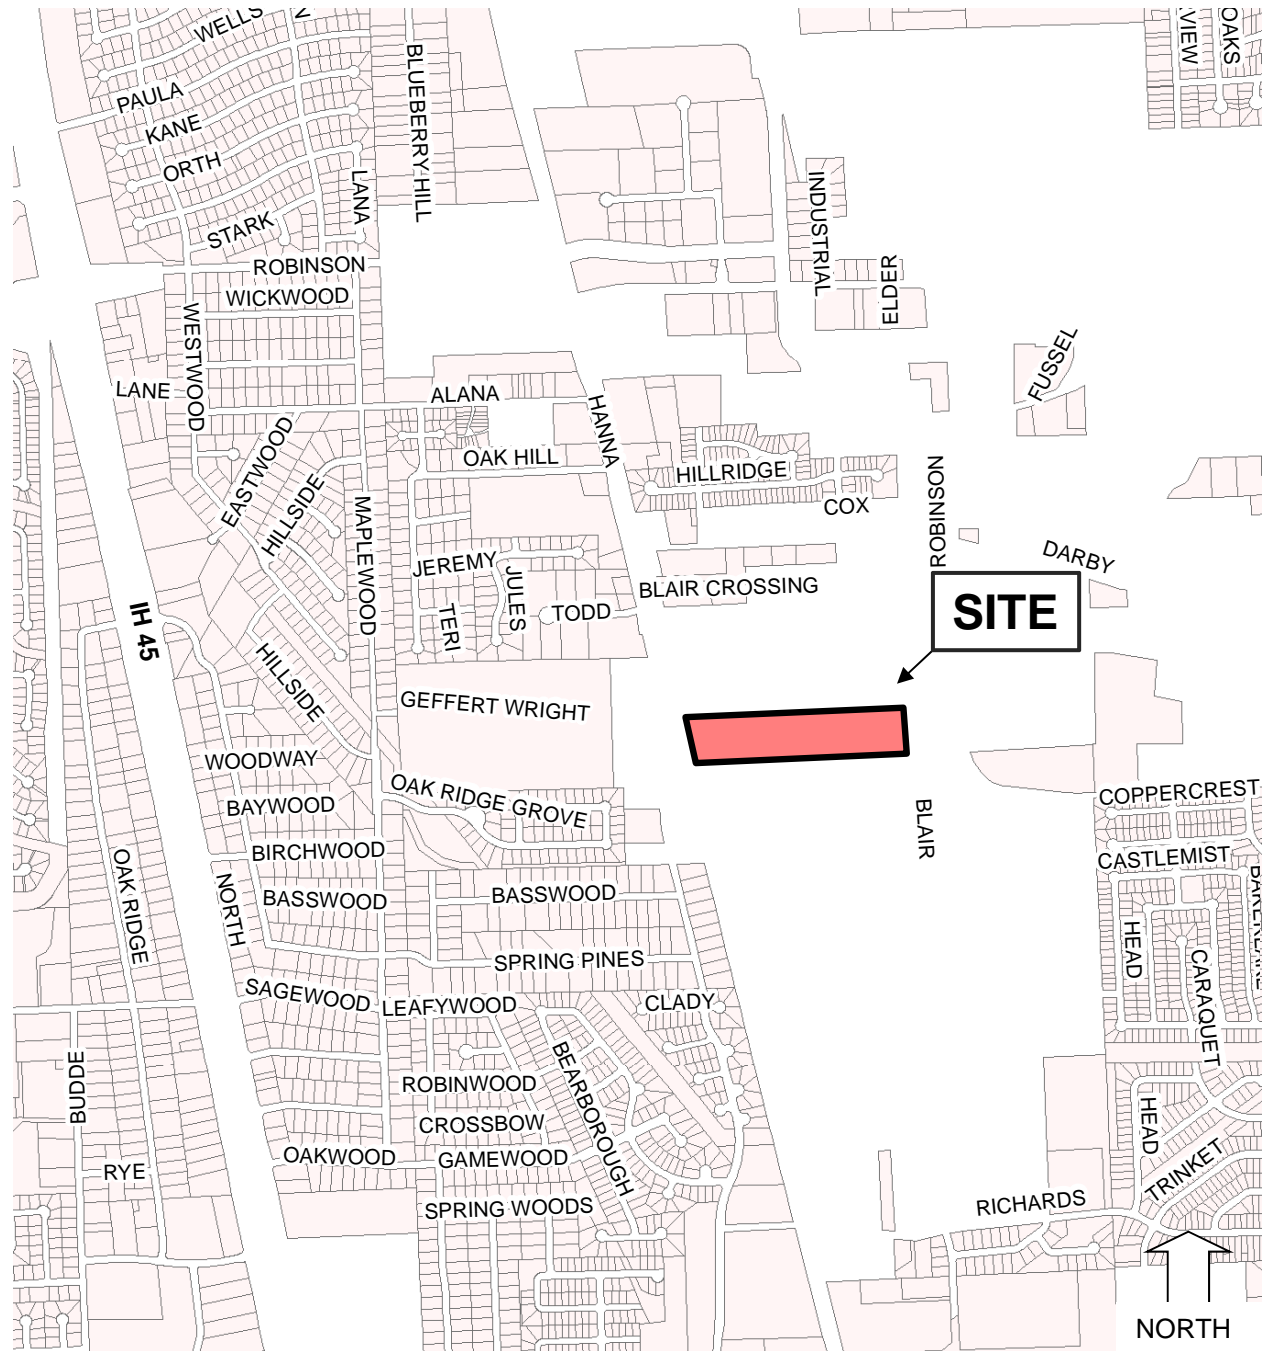 WELLS
VIEW
OAKS
PAULA
BLUEBERRY HILL
KANE
ORTH
LANA
INDUSTRIAL
STARK
ROBINSON
ELDER
WICKWOOD
WESTWOOD
FUSSEL
LANE
ALANA
HANNA
EASTWOOD
OAK HILL
HILLRIDGE
HILLSIDE
COX
ROBINSON
MAPLEWOOD
DARBY
JEREMY
JULES
BLAIR CROSSING
TERI
TODD
SITE
IH 45
HILLSIDE
GEFFERT WRIGHT
WOODWAY
OAK RIDGE GROVE
COPPERCREST
BAYWOOD
BLAIR
BIRCHWOOD
CASTLEMIST
OAK RIDGE
NORTH
BASSWOOD
BASSWOOD
HEAD
CARAQUET
SPRING PINES
SAGEWOOD
LEAFYWOOD
CLADY
BUDDE
BEARBOROUGH
ROBINWOOD
CROSSBOW
HEAD
OAKWOOD
GAMEWOOD
RYE
TRINKET
SPRING WOODS
RICHARDS
NORTH